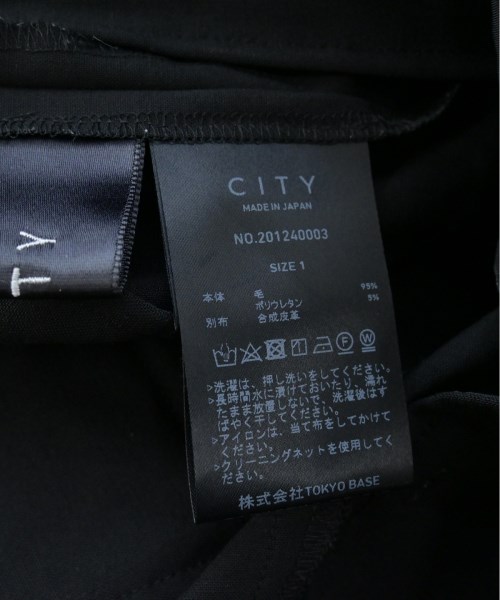 T Y
CITY
MADE IN JAPAN
NO.201240003
SIZE 1
本体 毛 95%
ポリウレタン 5%
別布 合成皮革
>洗濯は、押し洗いをしてください。
>長時間水に漬けておいたり、濡れ
たまま放置しないで、洗濯後はす
ばやく干してください。
>アイロンは、当て布をしてかけて
ください。
>クリーニングネットを使用してく
ださい。
株式会社TOKYO BASE